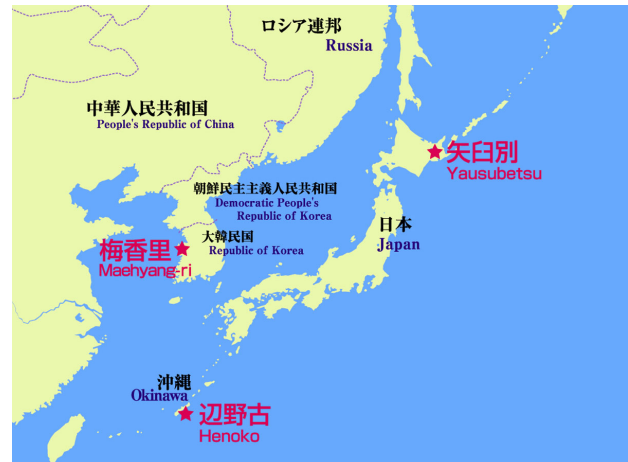 ロシア連邦
Russia
中華人民共和国
People's Republic of China
矢臼別
Yausubetsu
朝鮮民主主義人民共和国
Democratic People's
Republic of Korea
日本
Japan
大韓民国
Republic of Korea
梅香里
Maehyang-ri
沖縄
Okinawa
辺野古
Henoko